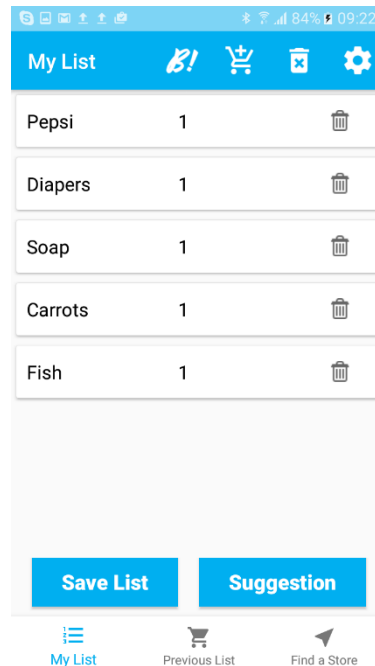 84% 09:22
My List B!
Pepsi 1
Diapers 1
Soap 1
Carrots 1
Fish 1
Save List Suggestion
My List Previous List Find a Store